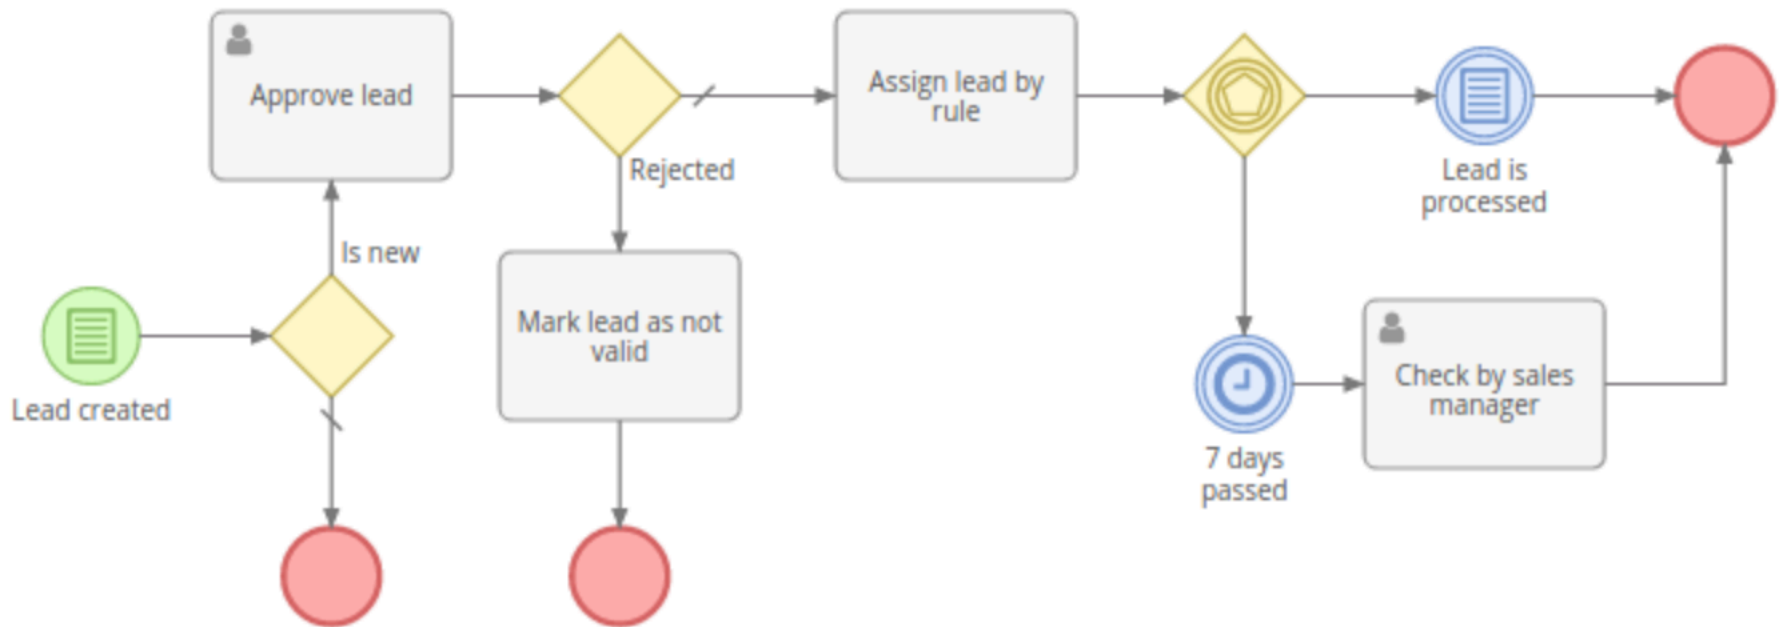 Approve lead
Rejected
Assign lead by
rule
Lead is
processed
Is new
Lead created
Mark lead as not
valid
7 days
passed
Check by sales
manager